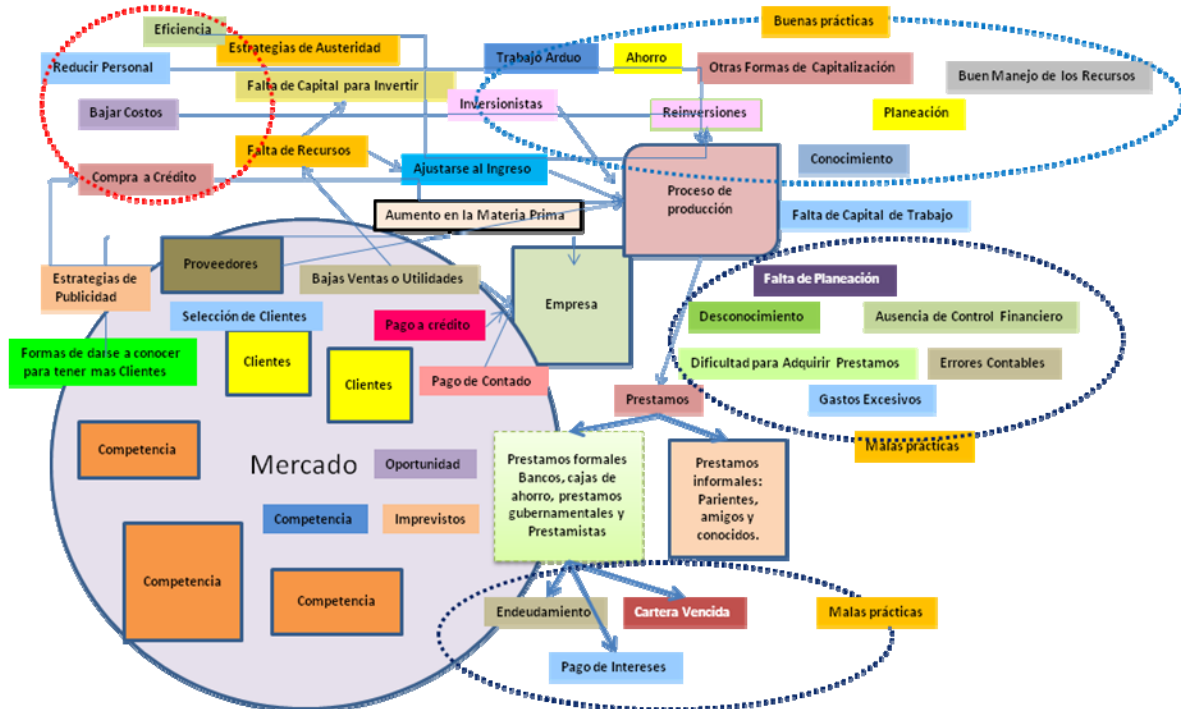 Buenas prácticas
Eficiencia
Estrategias de Austeridad
Reducir Personal
Trabajo Arduo
Ahorro
Otras Formas de Capitalización
Buen Manejo de los Recursos
Falta de Capital para Invertir
Bajar Costos
Inversionistas
Reinversiones
Planeación
Falta de Recursos
Ajustarse al Ingreso
Conocimiento
Compra a Crédito
Proceso de
producción
Aumento en la Materia Prima
Falta de Capital de Trabajo
Proveedores
Estrategias de
Publicidad
Bajas Ventas o Utilidades
Empresa
Falta de Planeación
Selección de Clientes
Pago a crédito
Desconocimiento
Ausencia de Control Financiero
Formas de darse a conocer
para tener mas Clientes
Clientes
Clientes
Pago de Contado
Dificultad para Adquirir Prestamos
Errores Contables
Prestamos
Gastos Excesivos
Malas prácticas
Competencia
Mercado
Oportunidad
Prestamos formales
Bancos, cajas de
ahorro, prestamos
gubernamentales y
Prestamistas
Prestamos
informales:
Parientes,
amigos y
conocidos.
Competencia
Imprevistos
Competencia
Competencia
Endeudamiento
Cartera Vencida
Malas prácticas
Pago de Intereses